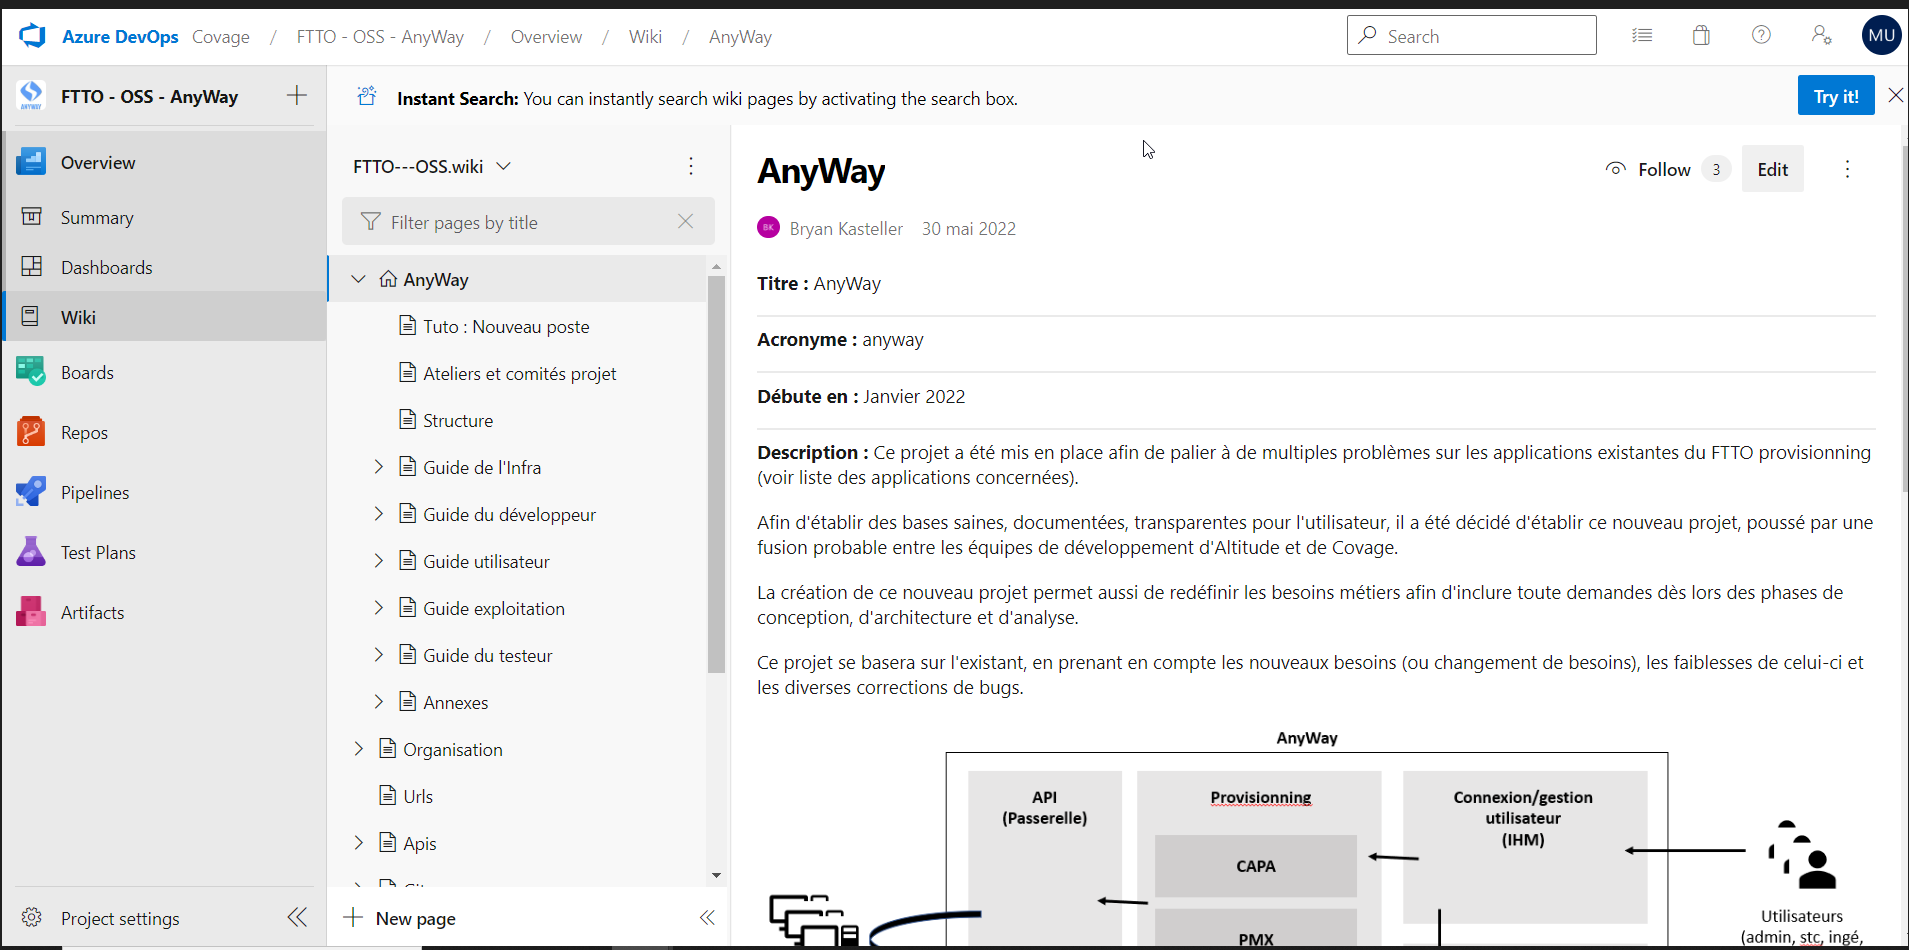 Azure DevOps Covage / FTTO - OSS - AnyWay / Overview / Wiki / AnyWay
Search
MU
ANYWAY
FTTO - OSS - AnyWay
Overview
Summary
Dashboards
Wiki
Boards
Repos
Pipelines
Test Plans
Artifacts
Project settings
Instant Search: You can instantly search wiki pages by activating the search box.
Try it!
FTTO---OSS.wiki
Filter pages by title
AnyWay
Tuto : Nouveau poste
Ateliers et comités projet
Structure
Guide de l'Infra
Guide du développeur
Guide utilisateur
Guide exploitation
Guide du testeur
Annexes
Organisation
Urls
Apis
New page
AnyWay
Follow 3
Edit
BK Bryan Kasteller 30 mai 2022
Titre : AnyWay
Acronyme : anyway
Débute en : Janvier 2022
Description : Ce projet a été mis en place afin de palier à de multiples problèmes sur les applications existantes du FTTO provisionning
(voir liste des applications concernées).
Afin d'établir des bases saines, documentées, transparentes pour l'utilisateur, il a été décidé d'établir ce nouveau projet, poussé par une
fusion probable entre les équipes de développement d'Altitude et de Covage.
La création de ce nouveau projet permet aussi de redéfinir les besoins métiers afin d'inclure toute demandes dès lors des phases de
conception, d'architecture et d'analyse.
Ce projet se basera sur l'existant, en prenant en compte les nouveaux besoins (ou changement de besoins), les faiblesses de celui-ci et
les diverses corrections de bugs.
AnyWay
API
(Passerelle)
Provisionning
CAPA
PMX
Connexion/gestion
utilisateur
(IHM)
Utilisateurs
(admin, stc, ingé,